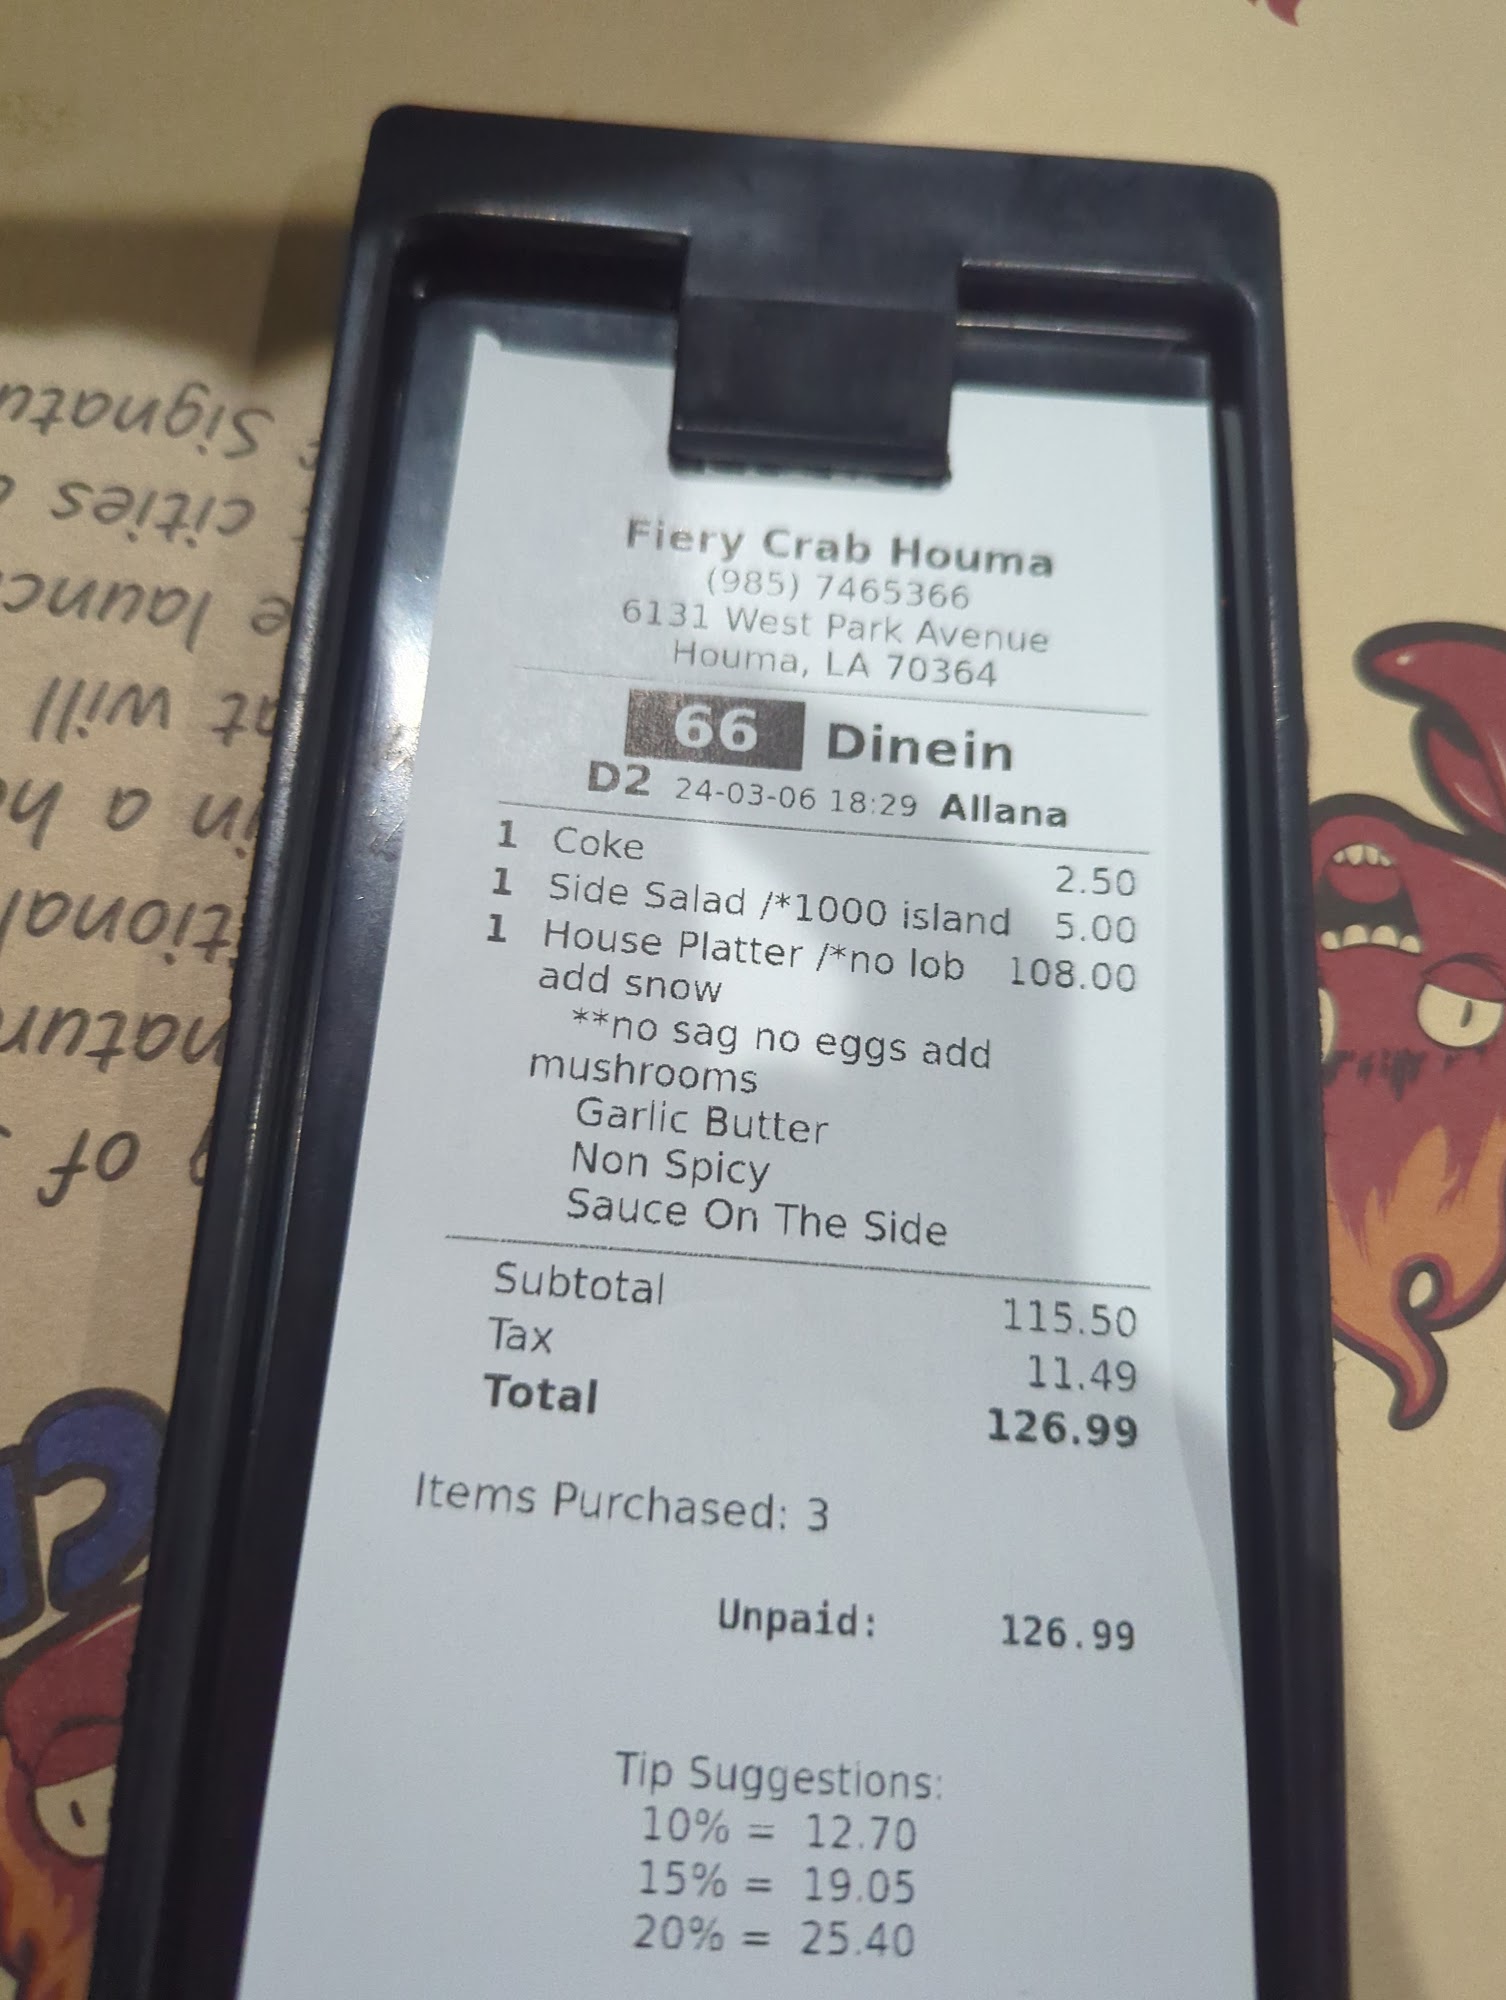 Fiery Crab Houma
(985) 7465366
6131 West Park Avenue
Houma, LA 70364
66 Dinein
D2 24-03-06 18:29 Allana
1 Coke 2.50
1 Side Salad /*1000 island 5.00
1 House Platter /*no lob 108.00
add snow
**no sag no eggs add
mushrooms
Garlic Butter
Non Spicy
Sauce On The Side
Subtotal 115.50
Tax 11.49
Total 126.99
Items Purchased: 3
Unpaid: 126.99
Tip Suggestions:
10% = 12.70
15% = 19.05
20% = 25.40
of
in a
will
cities